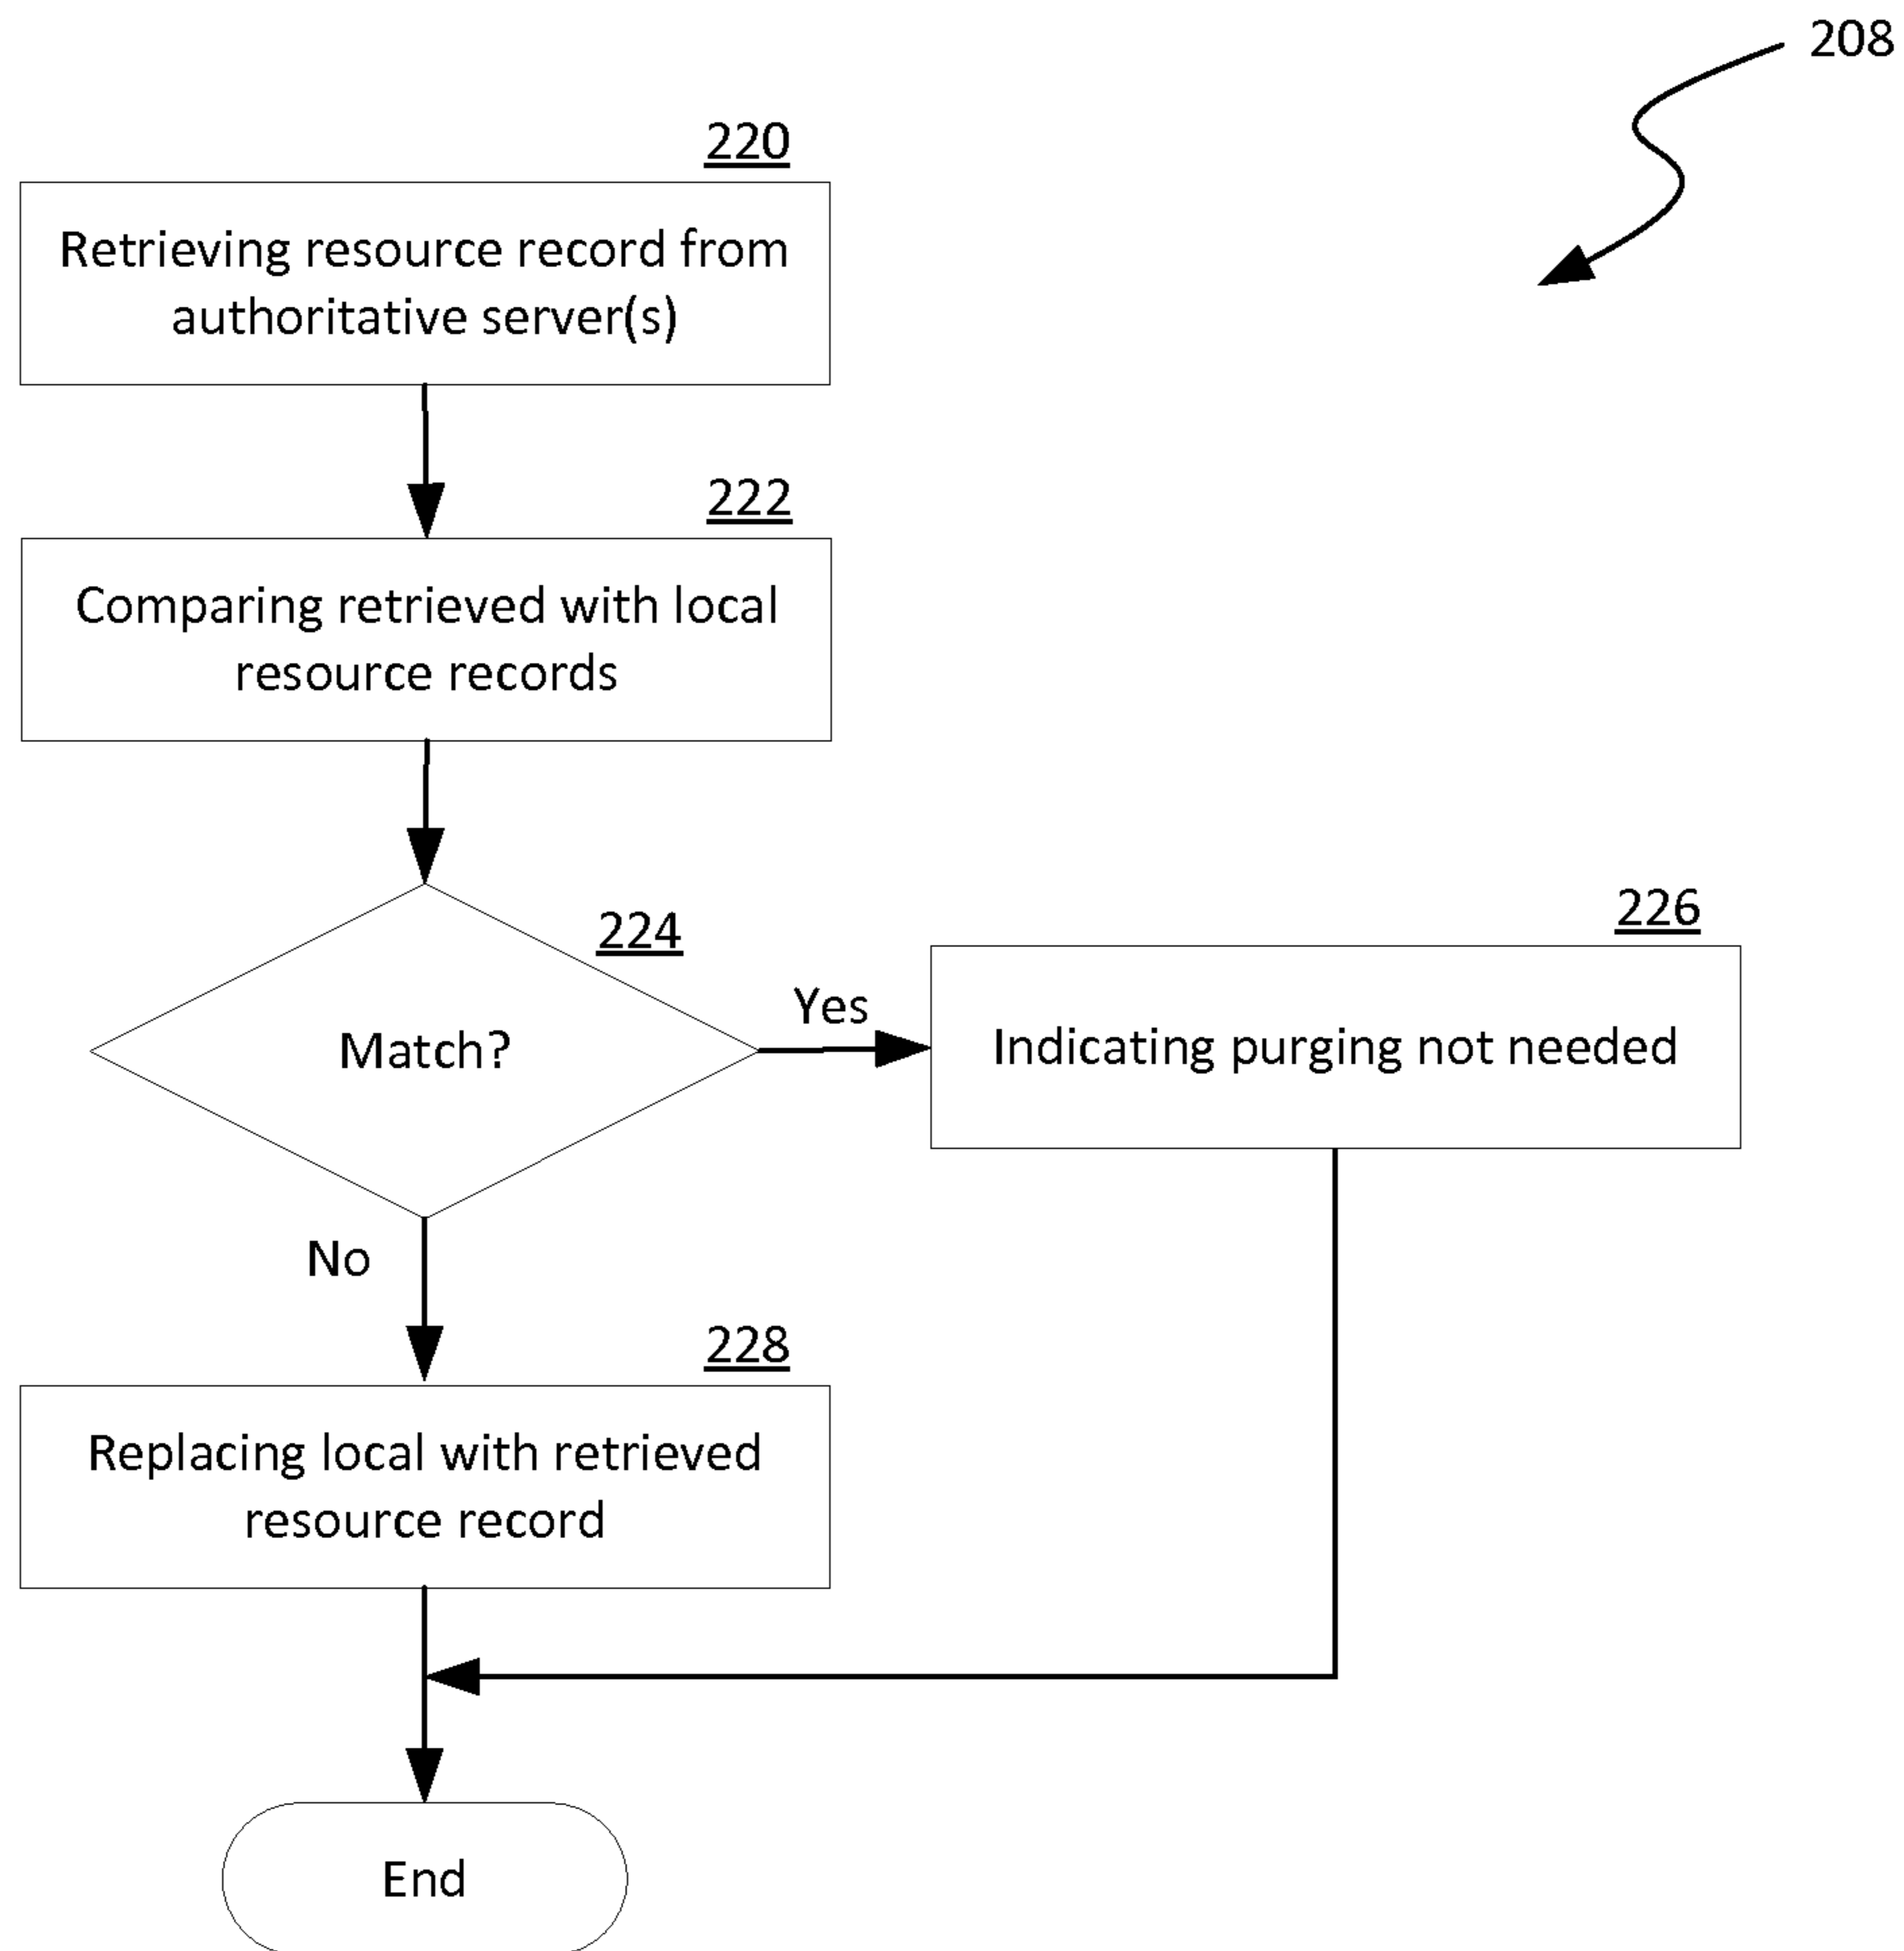 208
220
Retrieving resource record from
authoritative server(s)
222
Comparing retrieved with local
resource records
224
Match?
Yes
226
Indicating purging not needed
No
228
Replacing local with retrieved
resource record
End